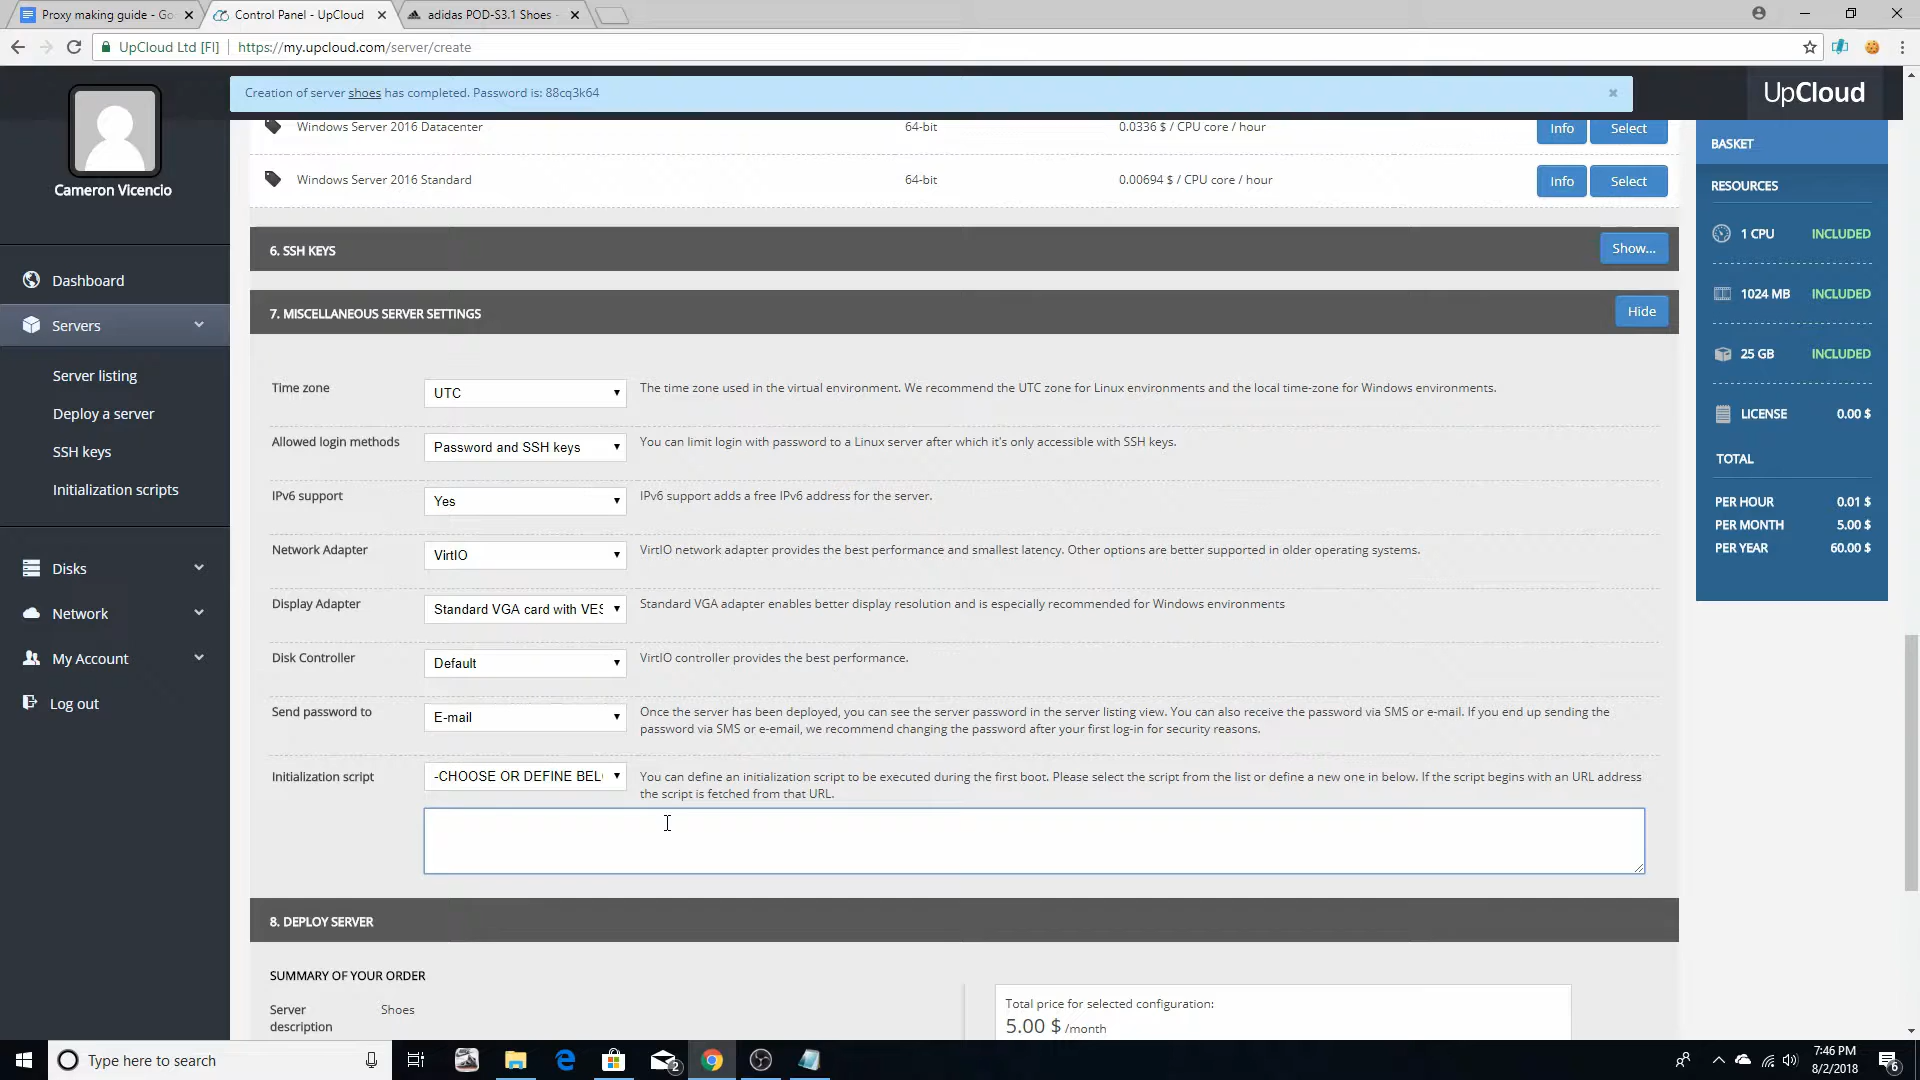 Proxy making guide - Go
Control Panel - UpCloud
adidas POD-S3.1 Shoes -
UpCloud Ltd [FI]
https://my.upcloud.com/server/create
Creation of server shoes has completed. Password is: 88cq3k64
UpCloud
Cameron Vicencio
Dashboard
Servers
Server listing
Deploy a server
SSH keys
Initialization scripts
Disks
Network
My Account
Log out
Windows Server 2016 Datacenter 64-bit 0.0336 $ / CPU core / hour Info Select
Windows Server 2016 Standard 64-bit 0.00694 $ / CPU core / hour Info Select
6. SSH KEYS Show...
7. MISCELLANEOUS SERVER SETTINGS Hide
Time zone UTC The time zone used in the virtual environment. We recommend the UTC zone for Linux environments and the local time-zone for Windows environments.
Allowed login methods Password and SSH keys You can limit login with password to a Linux server after which it's only accessible with SSH keys.
IPv6 support Yes IPv6 support adds a free IPv6 address for the server.
Network Adapter VirtIO VirtIO network adapter provides the best performance and smallest latency. Other options are better supported in older operating systems.
Display Adapter Standard VGA card with VES Standard VGA adapter enables better display resolution and is especially recommended for Windows environments
Disk Controller Default VirtIO controller provides the best performance.
Send password to E-mail Once the server has been deployed, you can see the server password in the server listing view. You can also receive the password via SMS or e-mail. If you end up sending the
password via SMS or e-email, we recommend changing the password after your first log-in for security reasons.
Initialization script -CHOOSE OR DEFINE BEL You can define an initialization script to be executed during the first boot. Please select the script from the list or define a new one in below. If the script begins with an URL address
the script is fetched from that URL.
8. DEPLOY SERVER
SUMMARY OF YOUR ORDER
Server
description
Shoes
Total price for selected configuration:
5.00 $ /month
BASKET
RESOURCES
1 CPU INCLUDED
1024 MB INCLUDED
25 GB INCLUDED
LICENSE 0.00 $
TOTAL
PER HOUR 0.01 $
PER MONTH 5.00 $
PER YEAR 60.00 $
Type here to search
2
7:46 PM
8/2/2018
6